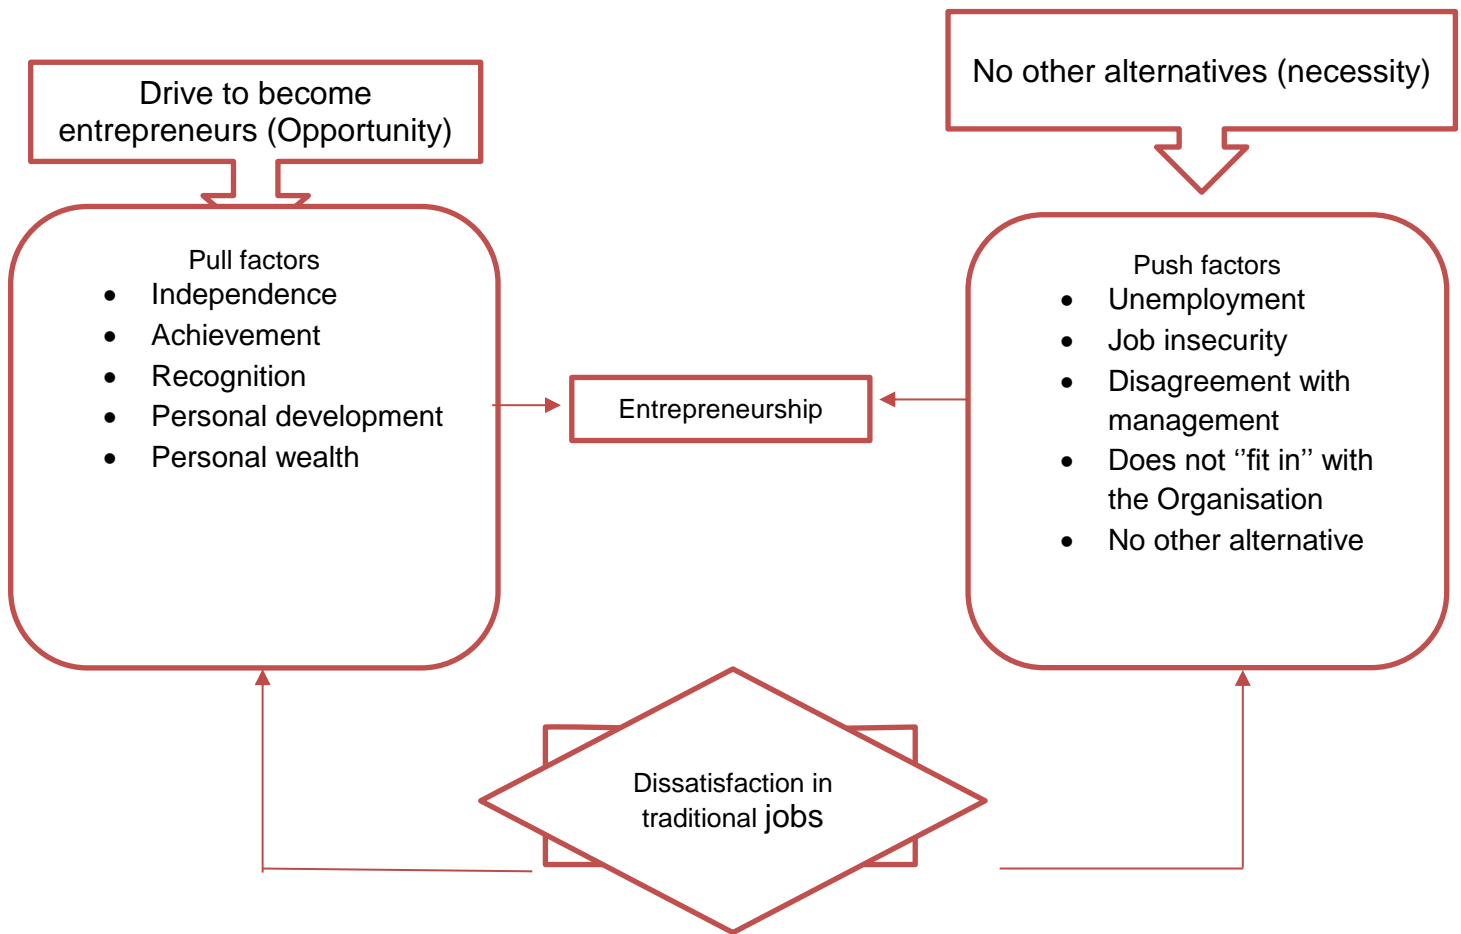 Drive to become
entrepreneurs (Opportunity)
No other alternatives (necessity)
Pull factors
• Independence
• Achievement
• Recognition
• Personal development
• Personal wealth
Entrepreneurship
Push factors
• Unemployment
• Job insecurity
• Disagreement with
management
• Does not ‘‘fit in’’ with
the Organisation
• No other alternative
Dissatisfaction in
traditional jobs